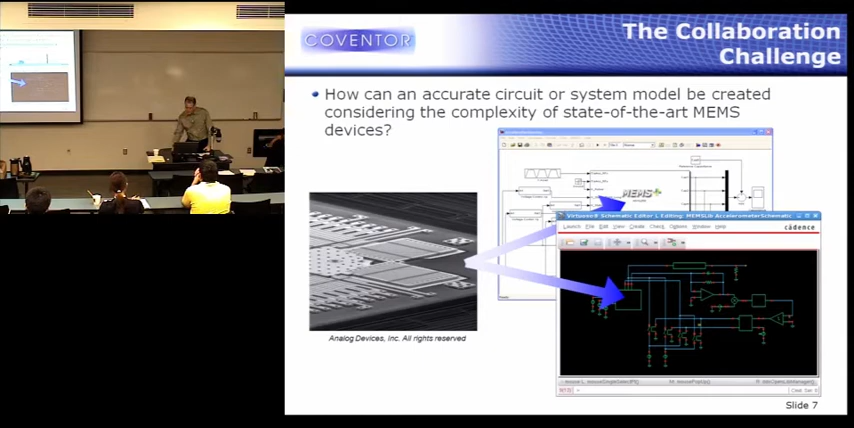 COVENTOR
The Collaboration
Challenge
How can an accurate circuit or system model be created
considering the complexity of state-of-the-art MEMS
devices?
MEMS+
Virtuoso® Schematic Editor L Editing: MEMSLib AccelerometerSchematic
Launch File Edit View Create Check Options Window Help
cādence
Analog Devices, Inc. All rights reserved
Slide 7